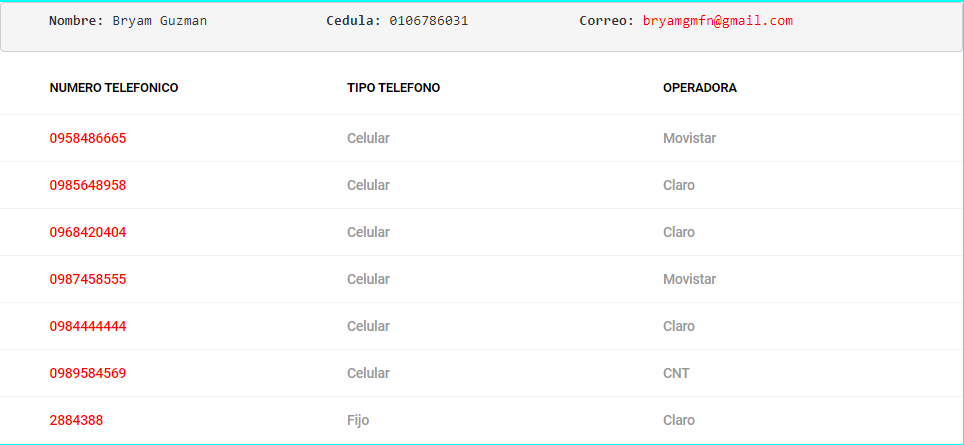 Nombre: Bryam Guzman Cedula: 0106786031 Correo: bryamgmfn@gmail.com
NUMERO TELEFONICO TIPO TELEFONO OPERADORA
0958486665 Celular Movistar
0985648958 Celular Claro
0968420404 Celular Claro
0987458555 Celular Movistar
0984444444 Celular Claro
0989584569 Celular CNT
2884388 Fijo Claro